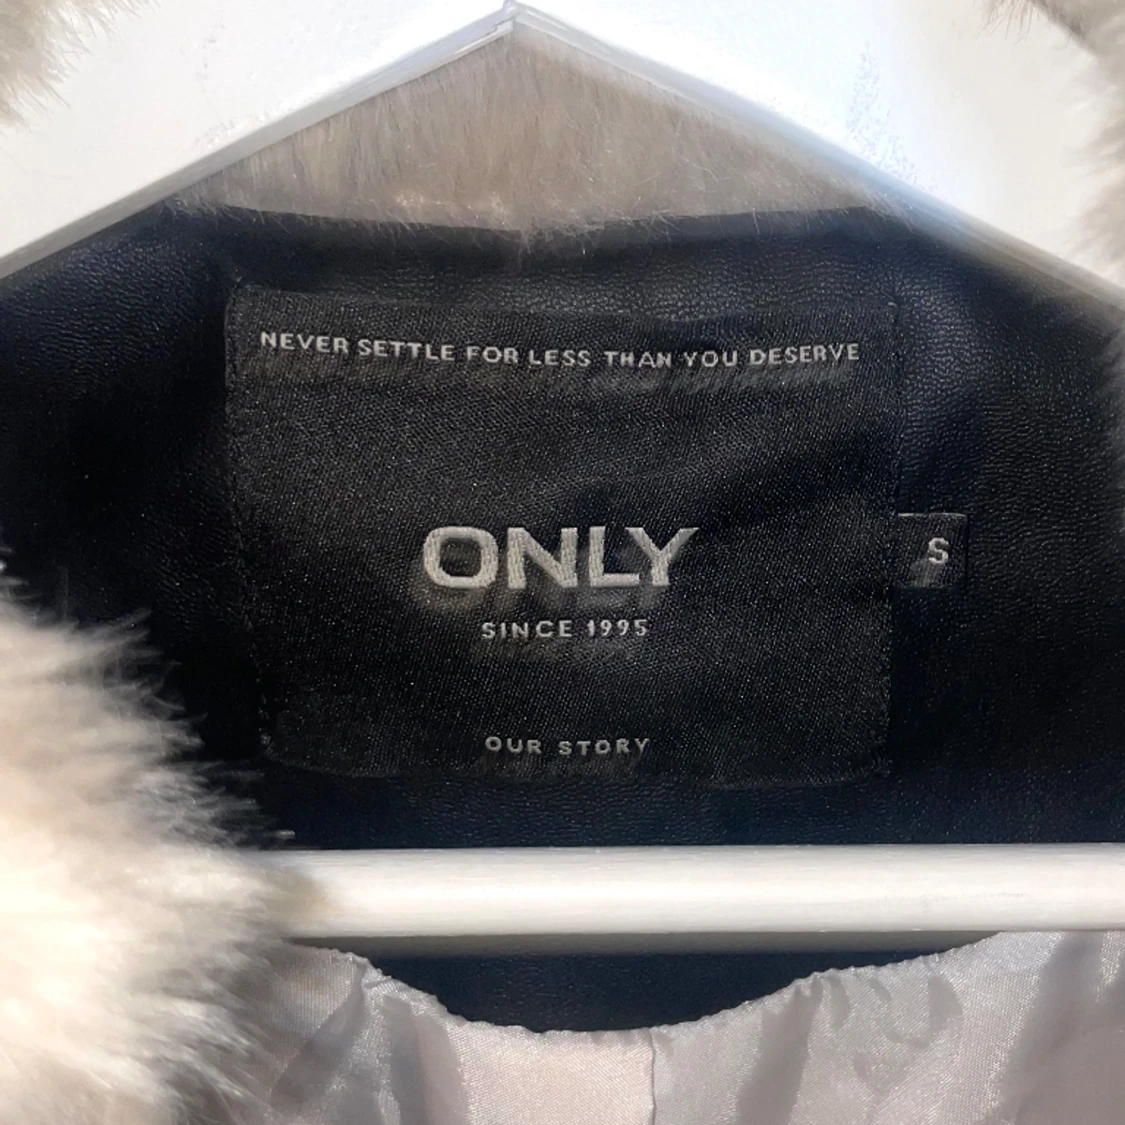 NEVER SETTLE FOR LESS THAN YOU DESERVE
ONLY
S
SINCE 1995
OUR STORY